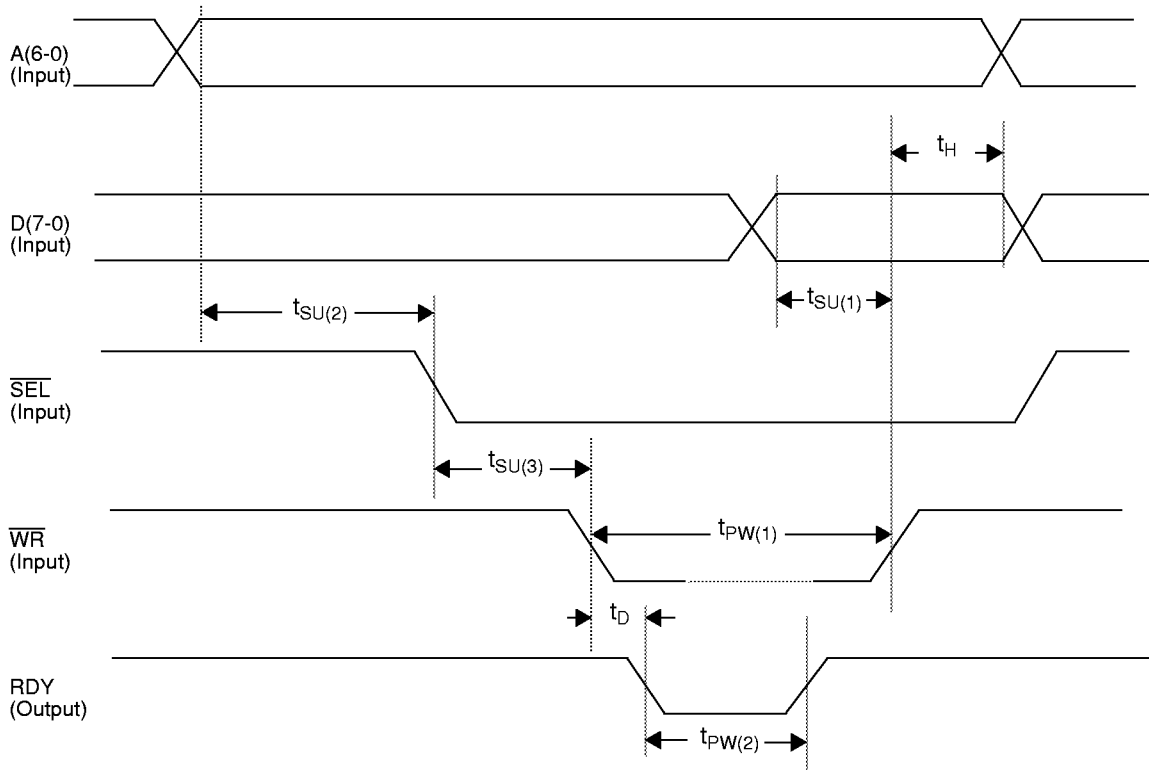 A(6-0)
(Input)
tH
D(7-0)
(Input)
tSU(2)
tSU(1)
SEL
(Input)
tSU(3)
WR
(Input)
tPW(1)
tD
RDY
(Output)
tPW(2)